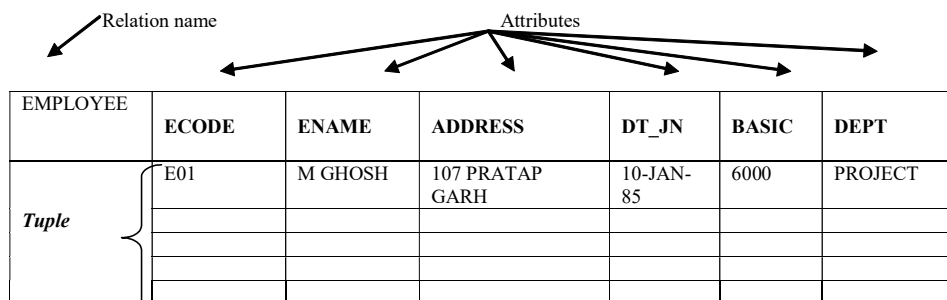 Relation name
Attributes
EMPLOYEE
ECODE
ENAME
ADDRESS
DT_JN
BASIC
DEPT
Tuple
E01
M GHOSH
107 PRATAP
GARH
10-JAN-
85
6000
PROJECT